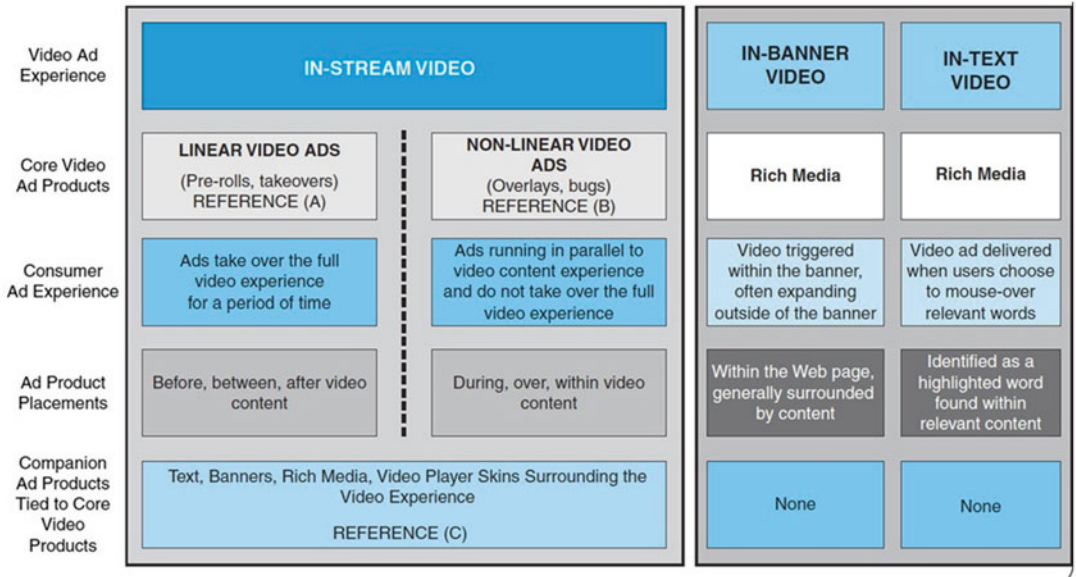 Video Ad
Experience
IN-STREAM VIDEO
IN-BANNER
VIDEO
IN-TEXT
VIDEO
Core Video
Ad Products
LINEAR VIDEO ADS
(Pre-rolls, takeovers)
REFERENCE (A)
NON-LINEAR VIDEO
ADS
(Overlays, bugs)
REFERENCE (B)
Rich Media
Rich Media
Consumer
Ad Experience
Ads take over the full
video experience
for a period of time
Ads running in parallel to
video content experience
and do not take over the full
video experience
Video triggered
within the banner,
often expanding
outside of the banner
Video ad delivered
when users choose
to mouse-over
relevant words
Ad Product
Placements
Before, between, after video
content
During, over, within video
content
Within the Web page,
generally surrounded
by content
Identified as a
highlighted word
found within
relevant content
Companion
Ad Products
Tied to Core
Video
Products
Text, Banners, Rich Media, Video Player Skins Surrounding the
Video Experience
REFERENCE (C)
None
None